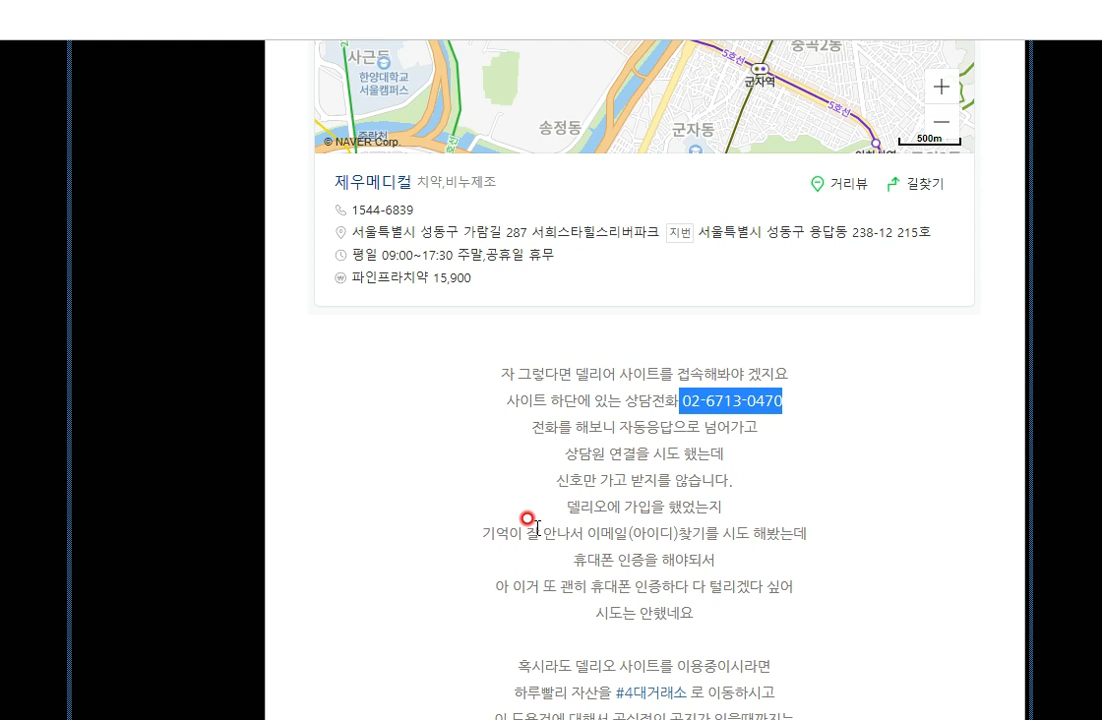 사근동
중곡2동
5호선
한양대학교
서울캠퍼스
군자역
5호선
송정동
군자동
중랑천
500m
© NAVER Corp.
제우메디컬 치약,비누제조
거리뷰 길찾기
1544-6839
서울특별시 성동구 가람길 287 서희스타힐스리버파크 지번 서울특별시 성동구 용답동 238-12 215호
평일 09:00~17:30 주말,공휴일 휴무
파인프라치약 15,900
자 그렇다면 델리어 사이트를 접속해봐야 겠지요
사이트 하단에 있는 상담전화 02-6713-0470
전화를 해보니 자동응답으로 넘어가고
상담원 연결을 시도 했는데
신호만 가고 받지를 않습니다.
델리오에 가입을 했었는지
기억이 잘 안나서 이메일(아이디)찾기를 시도 해봤는데
휴대폰 인증을 해야되서
아 이거 또 괜히 휴대폰 인증하다 다 털리겠다 싶어
시도는 안했네요
혹시라도 델리오 사이트를 이용중이시라면
하루빨리 자산을 #4대거래소 로 이동하시고